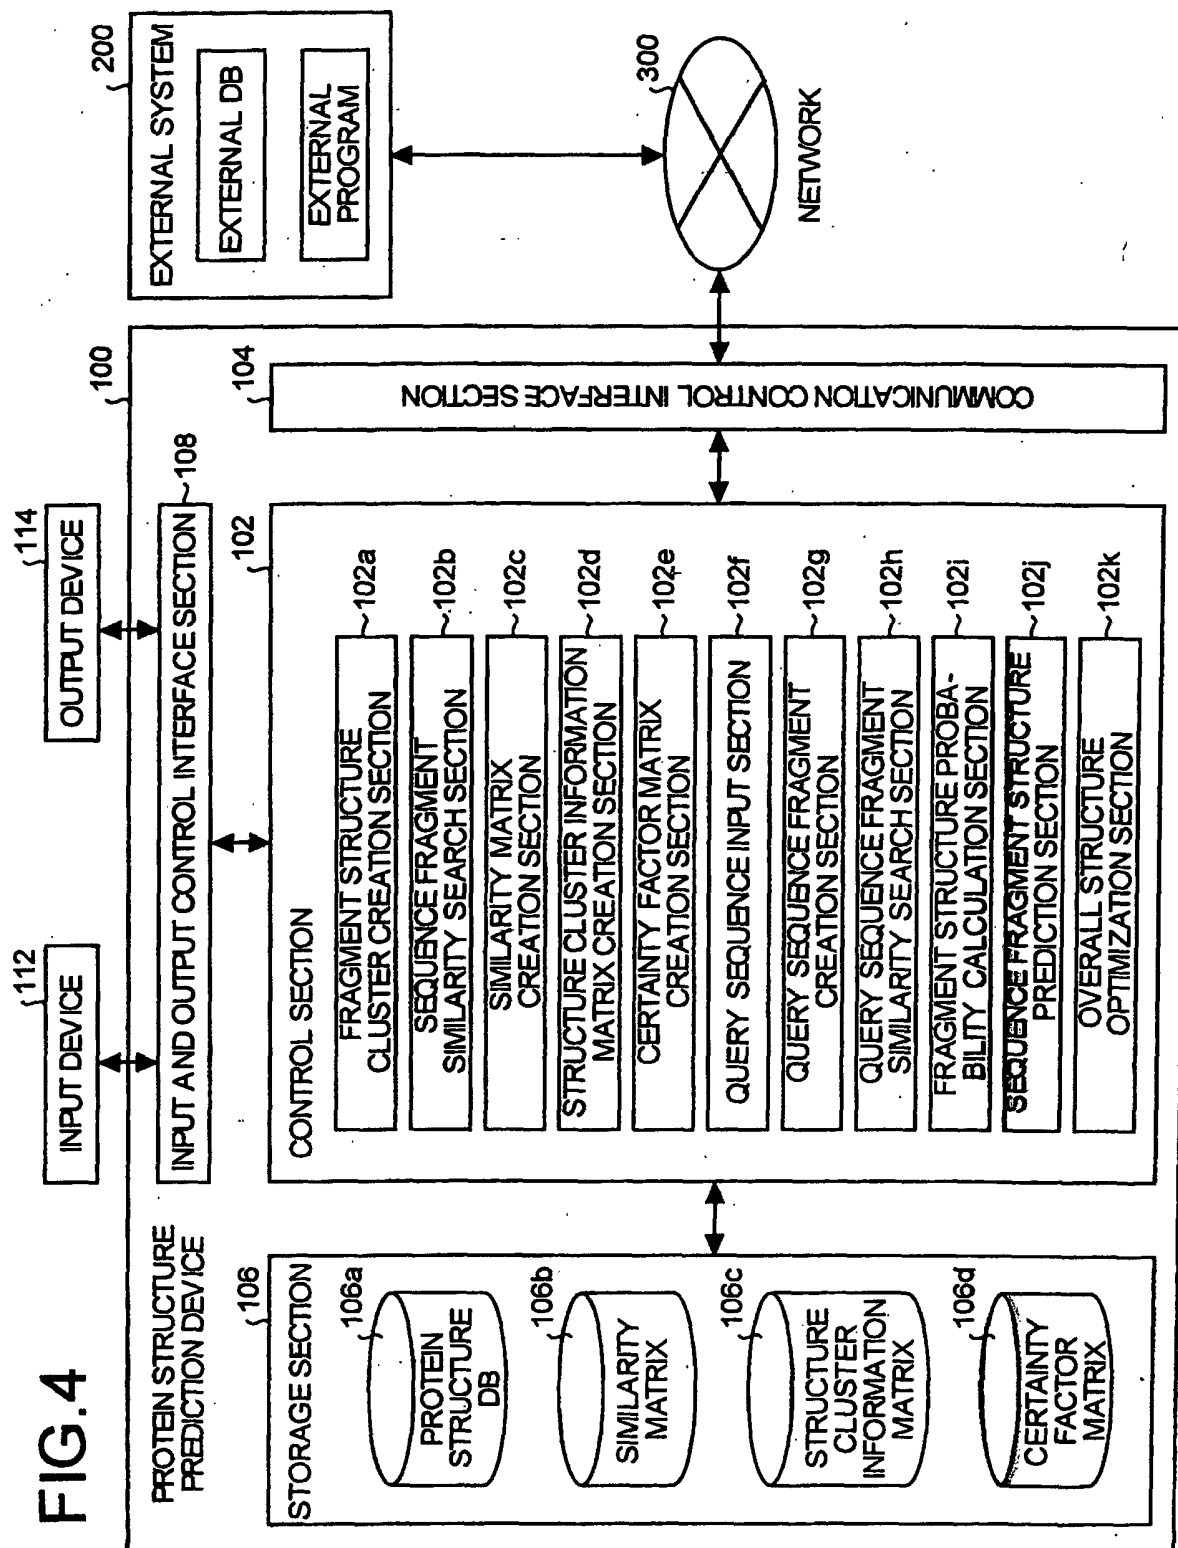 FIG.4
PROTEIN STRUCTURE
PREDICTION DEVICE
100
INPUT DEVICE
112
OUTPUT DEVICE
114
INPUT AND OUTPUT CONTROL INTERFACE SECTION
108
STORAGE SECTION
106
PROTEIN
STRUCTURE
DB
106a
SIMILARITY
MATRIX
106b
STRUCTURE
CLUSTER
INFORMATION
MATRIX
106c
CERTAINTY
FACTOR
MATRIX
106d
CONTROL SECTION
102
FRAGMENT STRUCTURE
CLUSTER CREATION SECTION
102a
SEQUENCE FRAGMENT
SIMILARITY SEARCH SECTION
102b
SIMILARITY MATRIX
CREATION SECTION
102c
STRUCTURE CLUSTER INFORMATION
MATRIX CREATION SECTION
102d
CERTAINTY FACTOR MATRIX
CREATION SECTION
102e
QUERY SEQUENCE INPUT SECTION
102f
QUERY SEQUENCE FRAGMENT
CREATION SECTION
102g
QUERY SEQUENCE FRAGMENT
SIMILARITY SEARCH SECTION
102h
FRAGMENT STRUCTURE PROBA-
BILITY CALCULATION SECTION
102i
SEQUENCE FRAGMENT STRUCTURE
PREDICTION SECTION
102j
OVERALL STRUCTURE
OPTIMIZATION SECTION
102k
COMMUNICATION CONTROL INTERFACE SECTION
104
EXTERNAL SYSTEM
200
EXTERNAL DB
EXTERNAL
PROGRAM
300
NETWORK